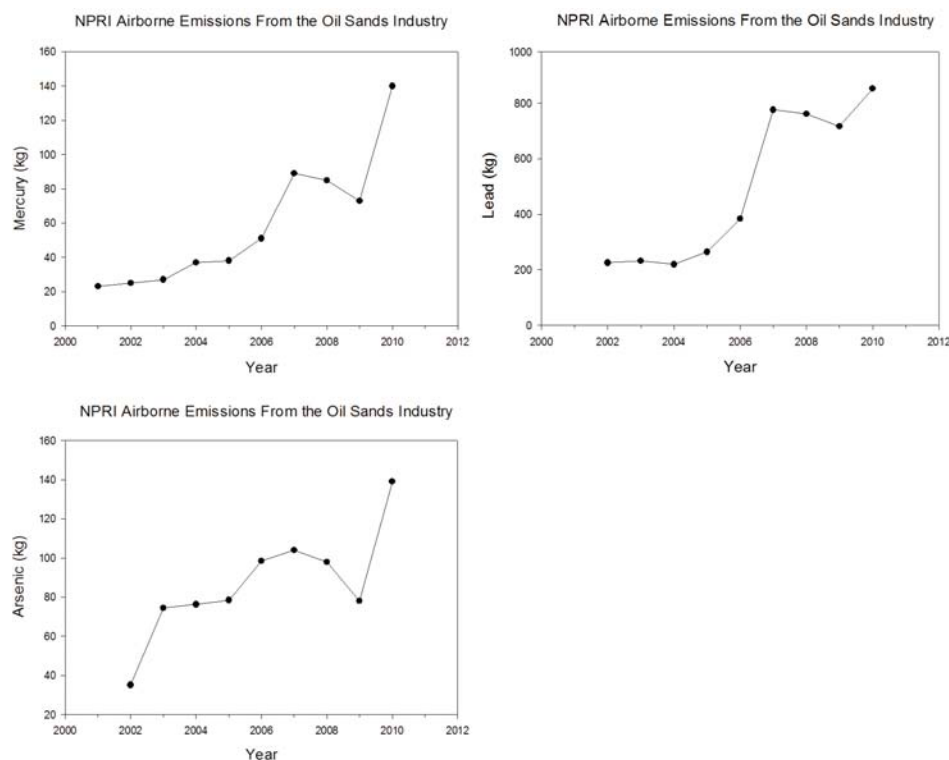 NPRI Airborne Emissions From the Oil Sands Industry
160
140
120
100
80
60
40
20
0
Mercury (kg)
2000 2002 2004 2006 2008 2010 2012
Year
NPRI Airborne Emissions From the Oil Sands Industry
1000
800
600
400
200
0
Lead (kg)
2000 2002 2004 2006 2008 2010 2012
Year
NPRI Airborne Emissions From the Oil Sands Industry
160
140
120
100
80
60
40
20
Arsenic (kg)
2000 2002 2004 2006 2008 2010 2012
Year